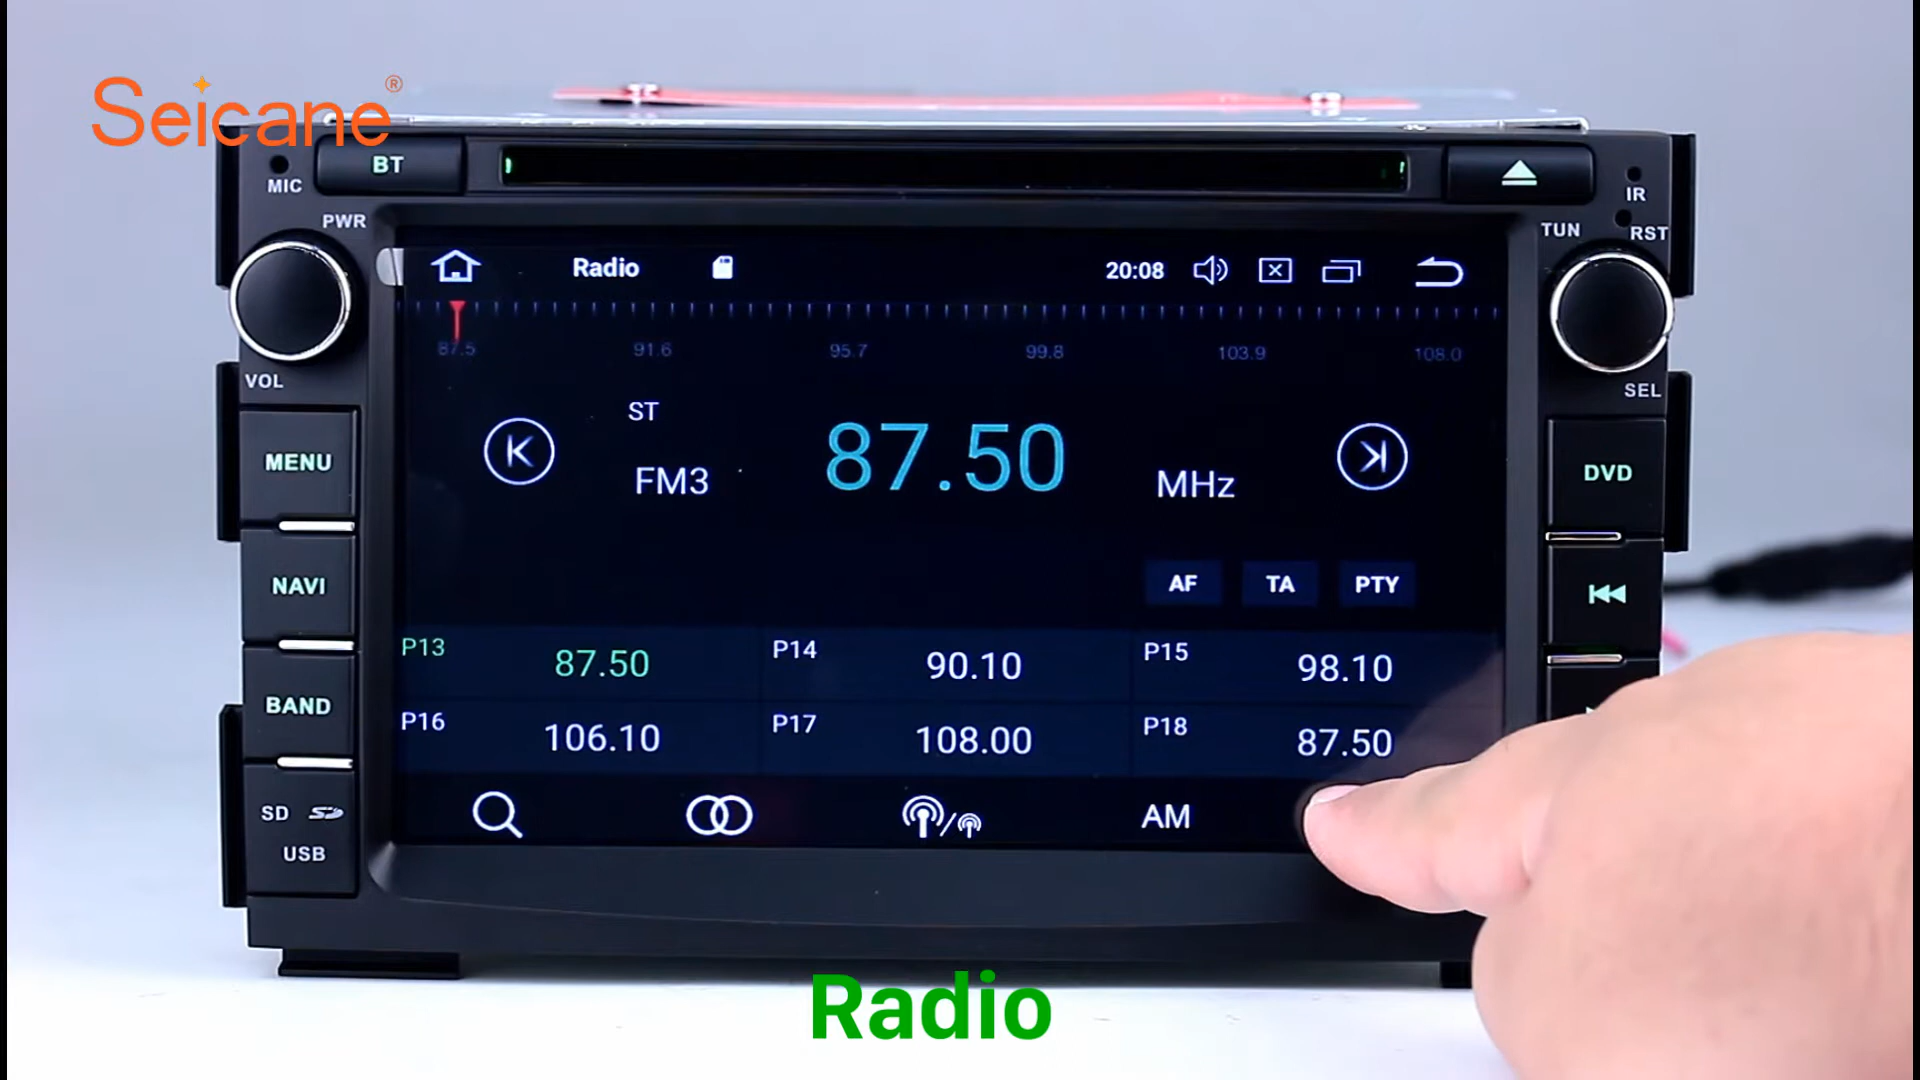 Seicane®
BT
MIC
IR
PWR
TUN
RST
Radio
20:08
87.5 91.6 95.7 99.8 103.9 108.0
VOL
SEL
ST
FM3
87.50
MHz
MENU
DVD
NAVI
AF TA PTY
P13 87.50 P14 90.10 P15 98.10
BAND
P16 106.10 P17 108.00 P18 87.50
SD
AM
USB
Radio